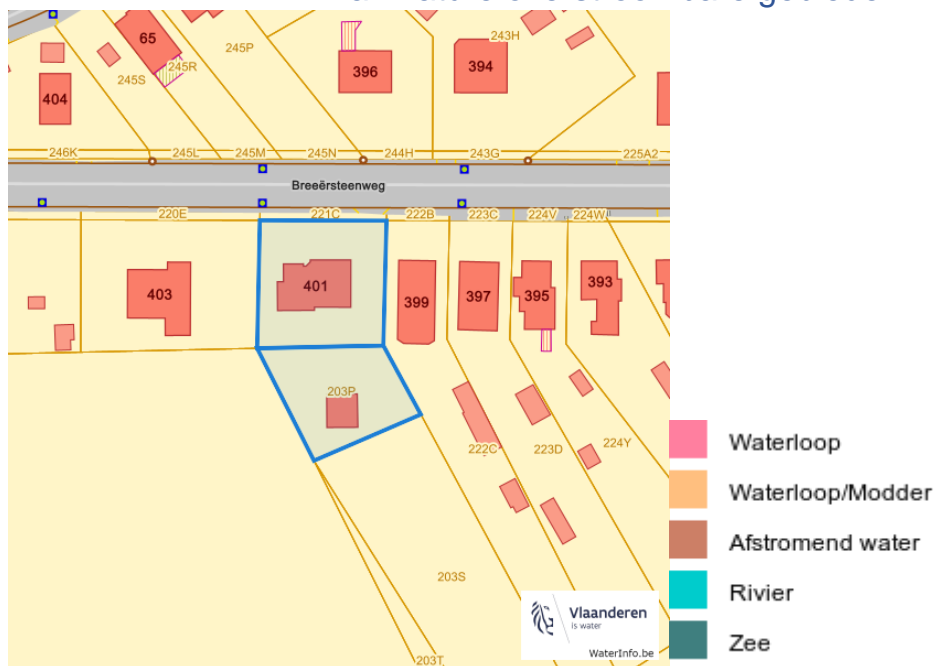 65
245P
243H
245R
245S
396
394
404
246K
245L
245M
245N
244H
243G
225A2
Breeërsteenweg
220E
221C
222B
223C
224V
224W
403
401
399
397
395
393
203P
222C
223D
224Y
203S
203T
Vlaanderen
is water
WaterInfo.be
Waterloop
Waterloop/Modder
Afstromend water
Rivier
Zee